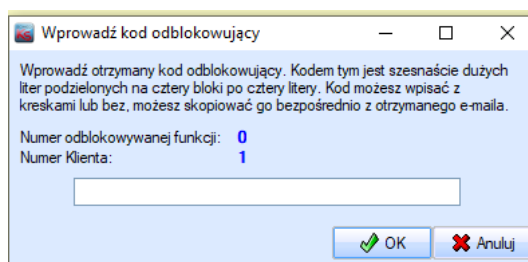 Wprowadź kod odblokowujący
Wprowadź otrzymany kod odblokowujący. Kodem tym jest szesnaście dużych
liter podzielonych na cztery bloki po cztery litery. Kod możesz wpisać z
kreskami lub bez, możesz skopiować go bezpośrednio z otrzymanego e-maila.
Numer odblokowywanej funkcji: 0
Numer Klienta: 1
OK Anuluj